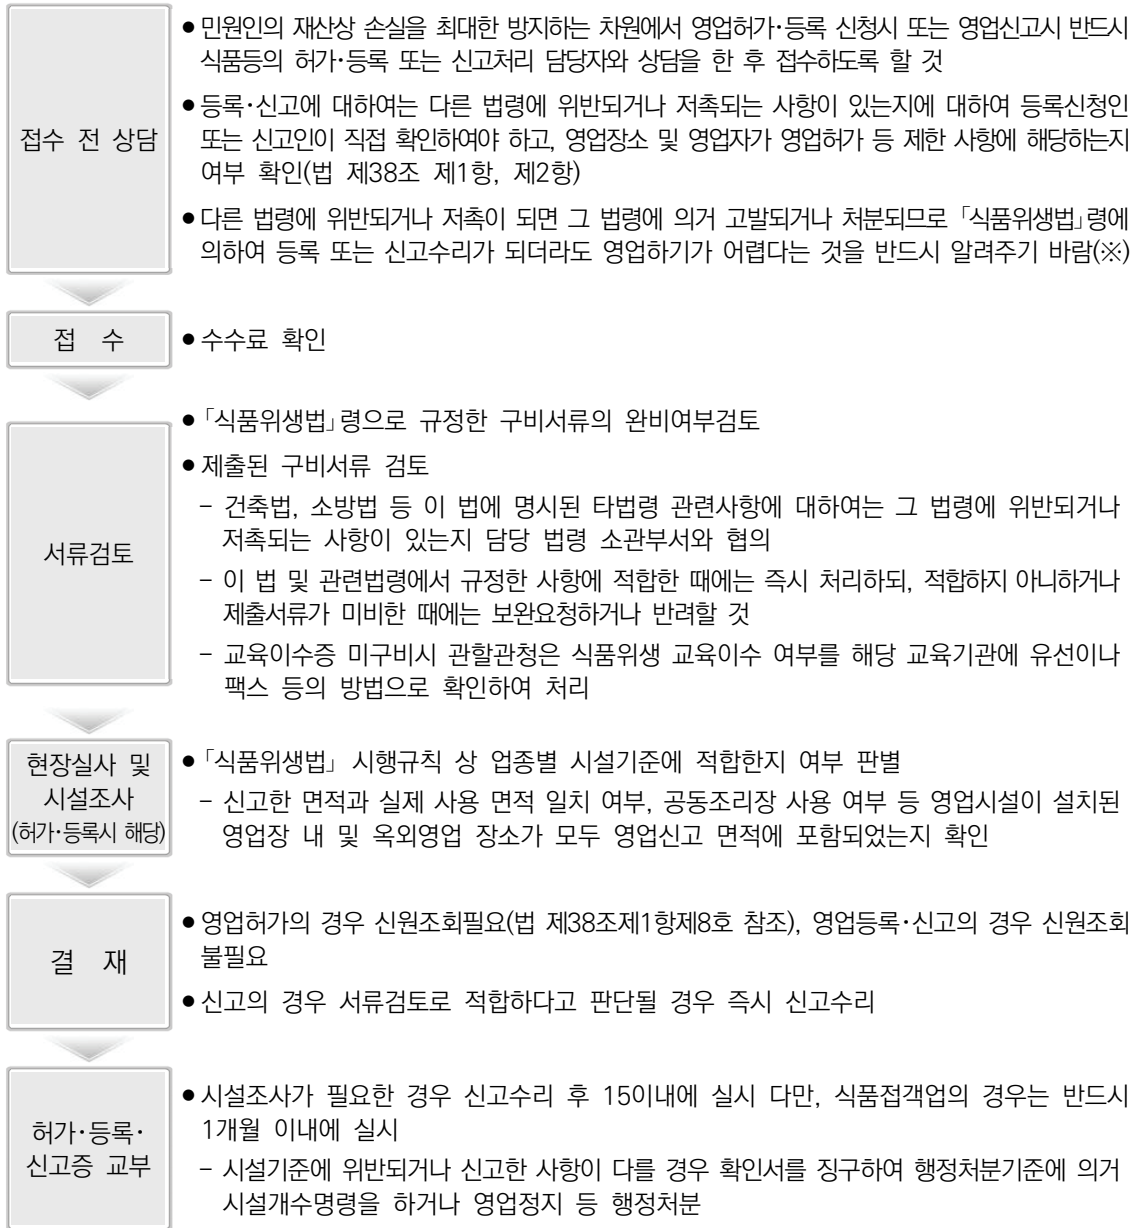 접수 전 상담
● 민원인의 재산상 손실을 최대한 방지하는 차원에서 영업허가·등록 신청시 또는 영업신고시 반드시
식품등의 허가·등록 또는 신고처리 담당자와 상담을 한 후 접수하도록 할 것
● 등록·신고에 대하여는 다른 법령에 위반되거나 저촉되는 사항이 있는지에 대하여 등록신청인
또는 신고인이 직접 확인하여야 하고, 영업장소 및 영업자가 영업허가 등 제한 사항에 해당하는지
여부 확인(법 제38조 제1항, 제2항)
● 다른 법령에 위반되거나 저촉이 되면 그 법령에 의거 고발되거나 처분되므로 「식품위생법」령에
의하여 등록 또는 신고수리가 되더라도 영업하기가 어렵다는 것을 반드시 알려주기 바람(※)
접 수
● 수수료 확인
서류검토
● 「식품위생법」령으로 규정한 구비서류의 완비여부검토
● 제출된 구비서류 검토
- 건축법, 소방법 등 이 법에 명시된 타법령 관련사항에 대하여는 그 법령에 위반되거나
저촉되는 사항이 있는지 담당 법령 소관부서와 협의
- 이 법 및 관련법령에서 규정한 사항에 적합한 때에는 즉시 처리하되, 적합하지 아니하거나
제출서류가 미비한 때에는 보완요청하거나 반려할 것
- 교육이수증 미구비시 관할관청은 식품위생 교육이수 여부를 해당 교육기관에 유선이나
팩스 등의 방법으로 확인하여 처리
현장실사 및
시설조사
(허가·등록시 해당)
● 「식품위생법」 시행규칙 상 업종별 시설기준에 적합한지 여부 판별
- 신고한 면적과 실제 사용 면적 일치 여부, 공동조리장 사용 여부 등 영업시설이 설치된
영업장 내 및 옥외영업 장소가 모두 영업신고 면적에 포함되었는지 확인
결 재
● 영업허가의 경우 신원조회필요(법 제38조제1항제8호 참조), 영업등록·신고의 경우 신원조회
불필요
● 신고의 경우 서류검토로 적합하다고 판단될 경우 즉시 신고수리
허가·등록·
신고증 교부
● 시설조사가 필요한 경우 신고수리 후 15이내에 실시 다만, 식품접객업의 경우는 반드시
1개월 이내에 실시
- 시설기준에 위반되거나 신고한 사항이 다를 경우 확인서를 징구하여 행정처분기준에 의거
시설개수명령을 하거나 영업정지 등 행정처분